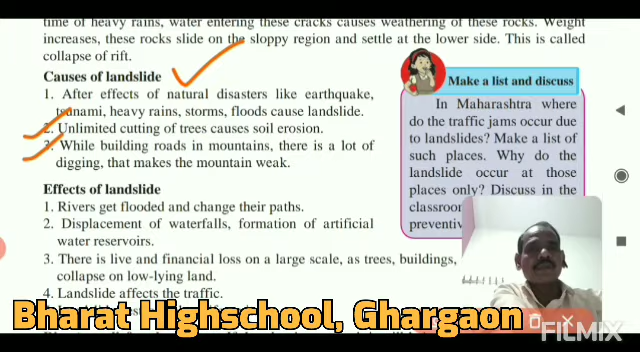 time of heavy rains, water entering these cracks causes weathering of these rocks. Weight
increases, these rocks slide on the sloppy region and settle at the lower side. This is called
collapse of rift.
Causes of landslide
1. After effects of natural disasters like earthquake,
tsunami, heavy rains, storms, floods cause landslide.
2. Unlimited cutting of trees causes soil erosion.
3. While building roads in mountains, there is a lot of
digging, that makes the mountain weak.
Effects of landslide
1. Rivers get flooded and change their paths.
2. Displacement of waterfalls, formation of artificial
water reservoirs.
3. There is live and financial loss on a large scale, as trees, buildings,
collapse on low-lying land.
4. Landslide affects the traffic.
Make a list and discuss
In Maharashtra where
do the traffic jams occur due
to landslides? Make a list of
such places. Why do the
landslide occur at those
places only? Discuss in the
classroom
preventiv
Bharat Highschool, Ghargaon
FILMIX